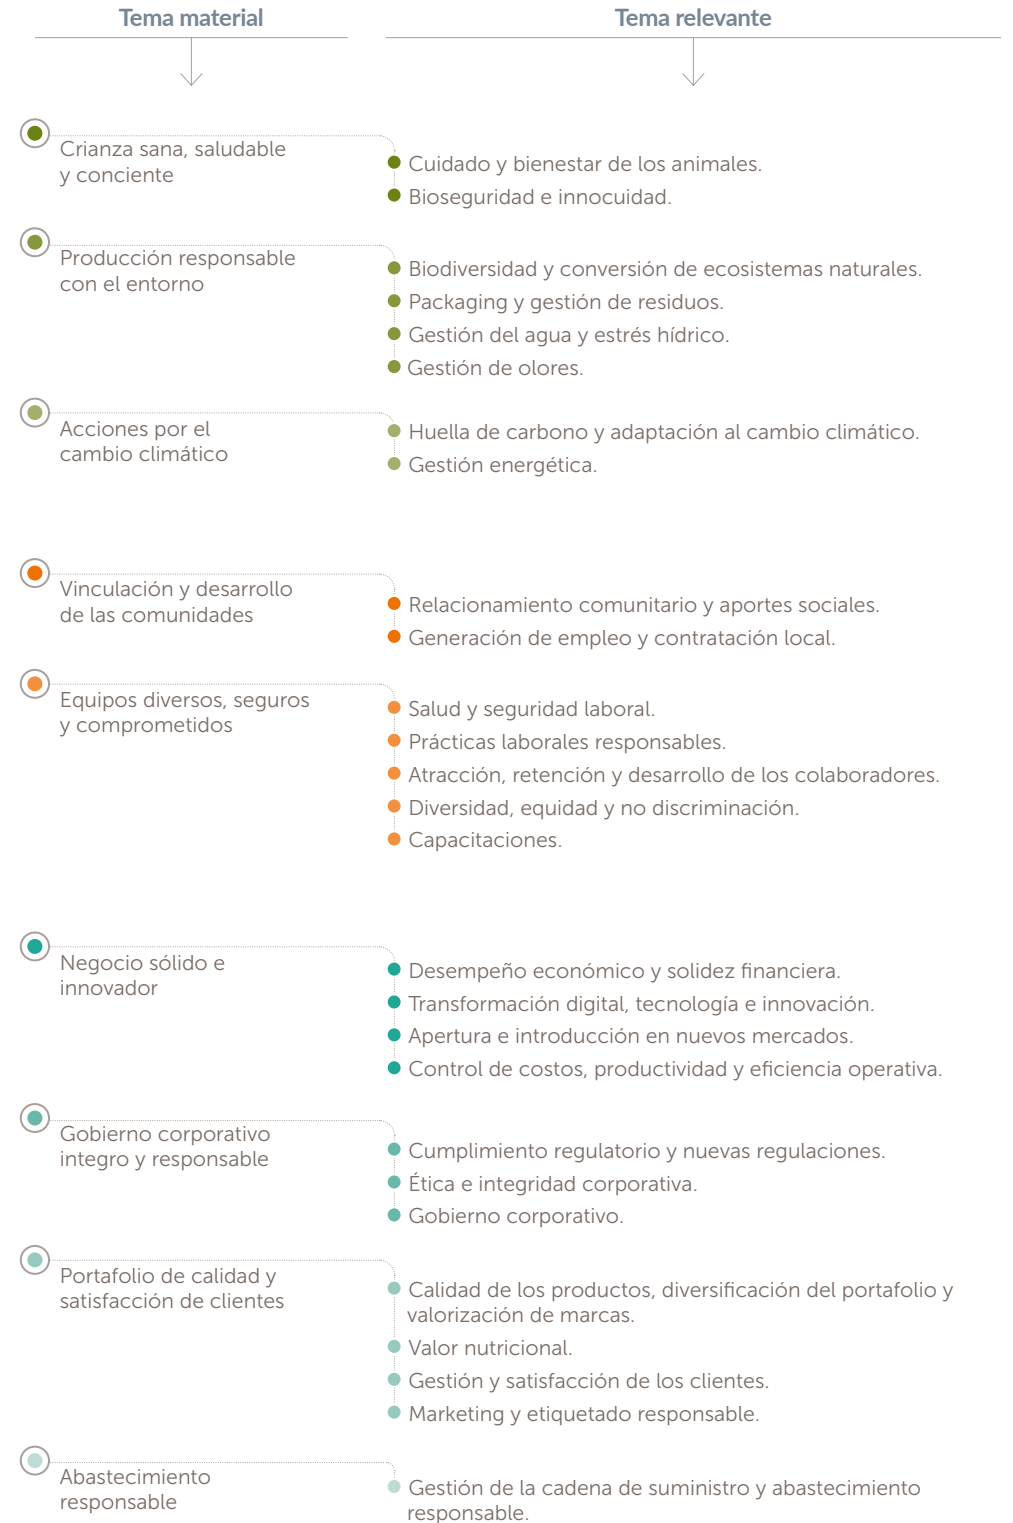 Tema material
Tema relevante
Crianza sana, saludable
y conciente
Cuidado y bienestar de los animales.
Bioseguridad e innocuidad.
Producción responsable
con el entorno
Biodiversidad y conversión de ecosistemas naturales.
Packaging y gestión de residuos.
Gestión del agua y estrés hídrico.
Gestión de olores.
Acciones por el
cambio climático
Huella de carbono y adaptación al cambio climático.
Gestión energética.
Vinculación y desarrollo
de las comunidades
Relacionamiento comunitario y aportes sociales.
Generación de empleo y contratación local.
Equipos diversos, seguros
y comprometidos
Salud y seguridad laboral.
Prácticas laborales responsables.
Atracción, retención y desarrollo de los colaboradores.
Diversidad, equidad y no discriminación.
Capacitaciones.
Negocio sólido e
innovador
Desempeño económico y solidez financiera.
Transformación digital, tecnología e innovación.
Apertura e introducción en nuevos mercados.
Control de costos, productividad y eficiencia operativa.
Gobierno corporativo
integro y responsable
Cumplimiento regulatorio y nuevas regulaciones.
Ética e integridad corporativa.
Gobierno corporativo.
Portafolio de calidad y
satisfacción de clientes
Calidad de los productos, diversificación del portafolio y
valorización de marcas.
Valor nutricional.
Gestión y satisfacción de los clientes.
Marketing y etiquetado responsable.
Abastecimiento
responsable
Gestión de la cadena de suministro y abastecimiento
responsable.